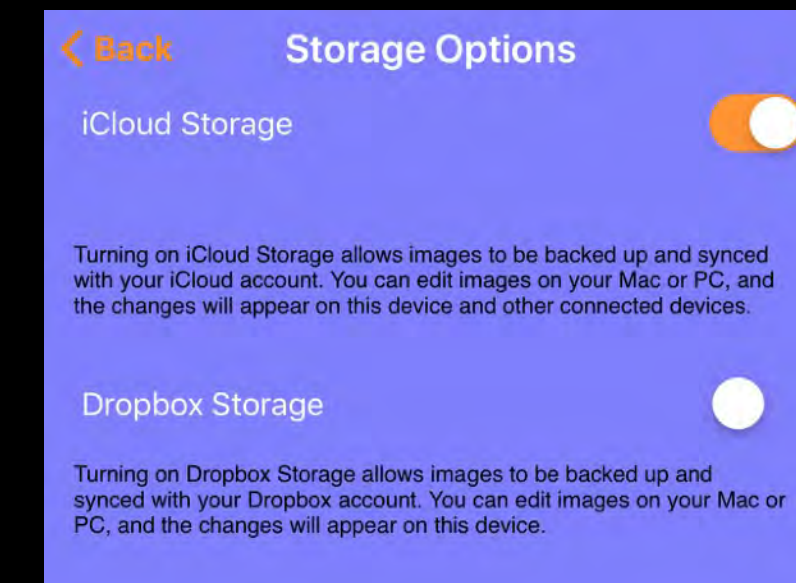 Back
Storage Options
iCloud Storage
Turning on iCloud Storage allows images to be backed up and synced
with your iCloud account. You can edit images on your Mac or PC, and
the changes will appear on this device and other connected devices.
Dropbox Storage
Turning on Dropbox Storage allows images to be backed up and
synced with your Dropbox account. You can edit images on your Mac or
PC, and the changes will appear on this device.